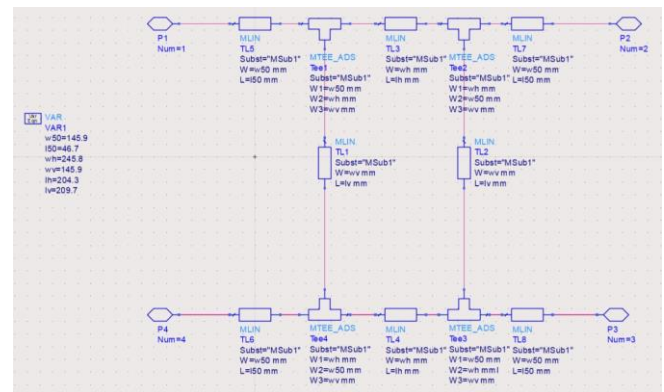 P1
Num=1
MLIN
TL5
Subst="MSub1"
W=w50 mm
L=l50 mm
MTEE_ADS
Tee1
Subst="MSub1"
W1=w50 mm
W2=wh mm
W3=wv mm
MLIN
TL3
Subst="MSub1"
W=wh mm
L=lh mm
MTEE_ADS
Tee2
Subst="MSub1"
W1=w50 mm
W2=wh mm
W3=wv mm
MLIN
TL7
Subst="MSub1"
W=w50 mm
L=l50 mm
P2
Num=2
Var
Eqn
VAR
VAR1
w50=145.9
l50=46.7
wh=245.8
wv=145.9
lh=204.3
lv=209.7
MLIN
TL1
Subst="MSub1"
W=wv mm
L=lv mm
MLIN
TL2
Subst="MSub1"
W=wv mm
L=lv mm
P4
Num=4
MLIN
TL6
Subst="MSub1"
W=w50 mm
L=l50 mm
MTEE_ADS
Tee4
Subst="MSub1"
W1=wh mm
W2=w50 mm
W3=wv mm
MLIN
TL4
Subst="MSub1"
W=wh mm
L=lh mm
MTEE_ADS
Tee3
Subst="MSub1"
W1=w50 mm
W2=wh mml
W3=wv mm
MLIN
TL8
Subst="MSub1"
W=w50 mm
L=l50 mm
P3
Num=3